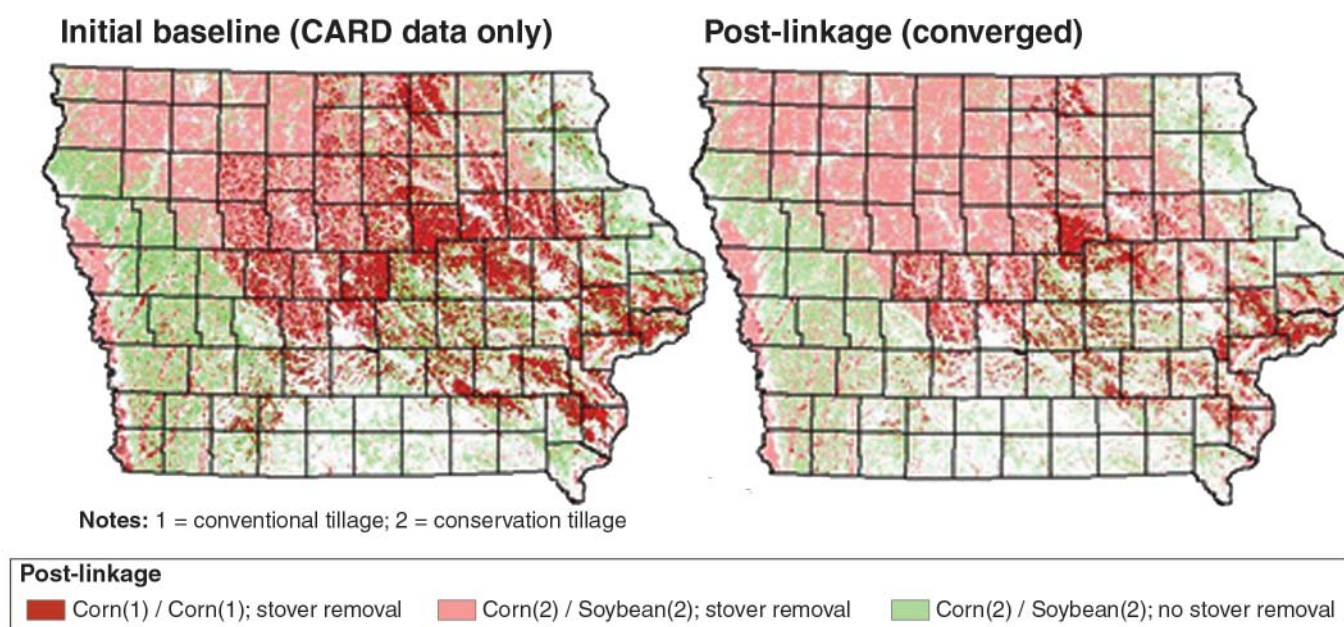 Initial baseline (CARD data only)
Post-linkage (converged)
Notes: 1 = conventional tillage; 2 = conservation tillage
Post-linkage
Corn(1) / Corn(1); stover removal
Corn(2) / Soybean(2); stover removal
Corn(2) / Soybean(2); no stover removal